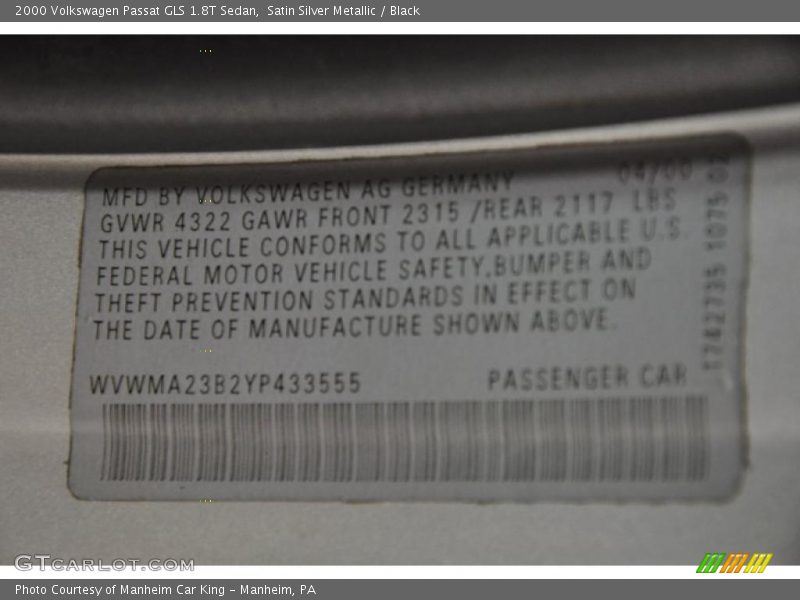 2000 Volkswagen Passat GLS 1.8T Sedan, Satin Silver Metallic / Black
04/00
MFD BY VOLKSWAGEN AG GERMANY
GVWR 4322 GAWR FRONT 2315 /REAR 2117 LBS
THIS VEHICLE CONFORMS TO ALL APPLICABLE U.S.
FEDERAL MOTOR VEHICLE SAFETY,BUMPER AND
THEFT PREVENTION STANDARDS IN EFFECT ON
THE DATE OF MANUFACTURE SHOWN ABOVE.
WVWMA23B2YP433555 PASSENGER CAR
1742735 1075 02
GTCARLOT.COM
Photo Courtesy of Manheim Car King – Manheim, PA